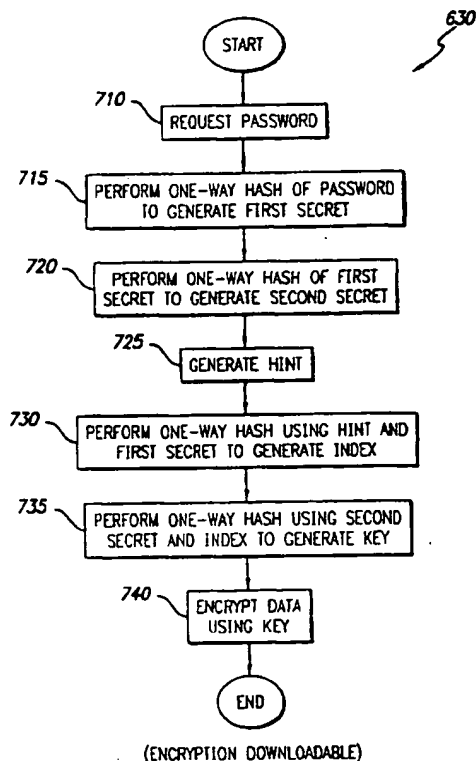 START
630
710
REQUEST PASSWORD
715
PERFORM ONE-WAY HASH OF PASSWORD
TO GENERATE FIRST SECRET
720
PERFORM ONE-WAY HASH OF FIRST
SECRET TO GENERATE SECOND SECRET
725
GENERATE HINT
730
PERFORM ONE-WAY HASH USING HINT AND
FIRST SECRET TO GENERATE INDEX
735
PERFORM ONE-WAY HASH USING SECOND
SECRET AND INDEX TO GENERATE KEY
740
ENCRYPT DATA
USING KEY
END
(ENCRYPTION DOWNLOADABLE)